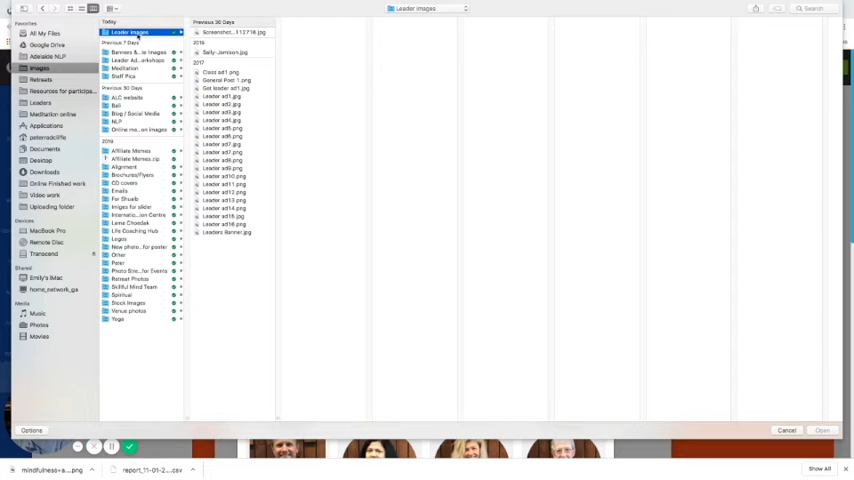 Leader images
Search
Favorites
All My Files
Google Drive
Adelaide NLP
Images
Retreats
Resources for participa...
Leaders
Meditation online
Applications
peterradcliffe
Documents
Desktop
Downloads
Online Finished work
Video work
Uploading folder
Devices
MacBook Pro
Remote Disc
Transcend
Shared
Emily's iMac
home_network_ga
Media
Music
Photos
Movies
Today
Leader images
Previous 7 Days
Banners &...te Images
Leader Ad...orkshops
Meditation
Staff Pics
Previous 30 Days
ALC website
Bali
Blog / Social Media
NLP
Online me...on images
2019
Affiliate Memes
Affiliate Memes.zip
Alignment
Brochures/Flyers
CD covers
Emails
For Shuaib
Images for slider
Internatio...ion Centre
Lama Choedak
Life Coaching Hub
Logos
New photo...for poster
Other
Peter
Photo Stre...for Events
Retreat Photos
Skillful Mind Team
Spiritual
Stock Images
Venue photos
Yoga
Previous 30 Days
Screenshot...112718.jpg
2019
Sally-Jamison.jpg
2017
Class ad1.png
General Post 1.png
Get leader ad1.jpg
Leader ad1.jpg
Leader ad2.jpg
Leader ad3.jpg
Leader ad4.jpg
Leader ad5.png
Leader ad6.png
Leader ad7.jpg
Leader ad7.png
Leader ad8.png
Leader ad9.png
Leader ad10.png
Leader ad11.png
Leader ad12.png
Leader ad13.png
Leader ad14.png
Leader ad15.jpg
Leader ad16.png
Leaders Banner.jpg
Options
Cancel
Open
mindfulness+a....png
report_11-01-2....csv
Show All